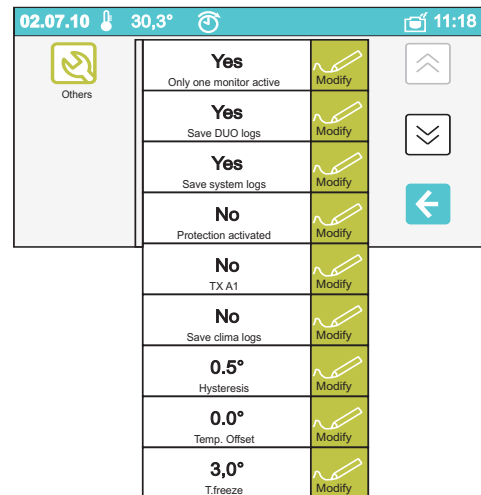 02.07.10 30,3° 11:18
Others
Yes
Only one monitor active
Modify
Yes
Save DUO logs
Modify
Yes
Save system logs
Modify
No
Protection activated
Modify
No
TX A1
Modify
No
Save clima logs
Modify
0.5°
Hysteresis
Modify
0.0°
Temp. Offset
Modify
3,0°
T.freeze
Modify